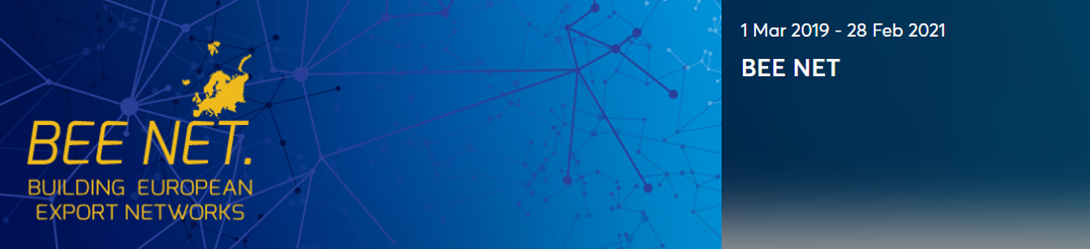 BEE NET.
BUILDING EUROPEAN
EXPORT NETWORKS
1 Mar 2019 - 28 Feb 2021
BEE NET